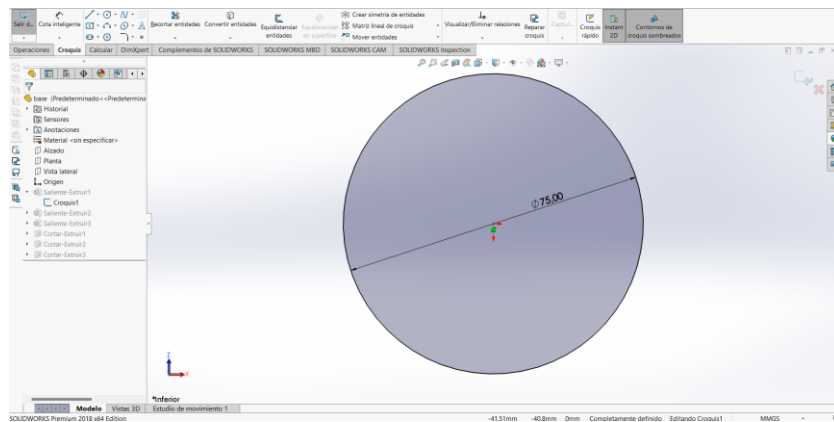 Salir d...
Cota inteligente
Recortar entidades
Convertir entidades
Equidistanciar entidades
Equidistanciar en superficie
Crear simetría de entidades
Matriz lineal de croquis
Mover entidades
Visualizar/Eliminar relaciones
Reparar croquis
Captur...
Croquis rápido
Instant 2D
Contornos de croquis sombreados
Operaciones Croquis Calcular DimXpert Complementos de SOLIDWORKS SOLIDWORKS MBD SOLIDWORKS CAM SOLIDWORKS Inspection
base (Predeterminado<<Predetermina
Historial
Sensores
Anotaciones
Material <sin especificar>
Alzado
Planta
Vista lateral
Origen
Saliente-Extruir1
Croquis1
Saliente-Extruir2
Saliente-Extruir3
Cortar-Extruir1
Cortar-Extruir2
Cortar-Extruir3
∅75.00
Z
X
*Inferior
Modelo Vistas 3D Estudio de movimiento 1
SOLIDWORKS Premium 2018 x64 Edition -41.51mm -40.8mm 0mm Completamente definido Editando Croquis1 MMGS